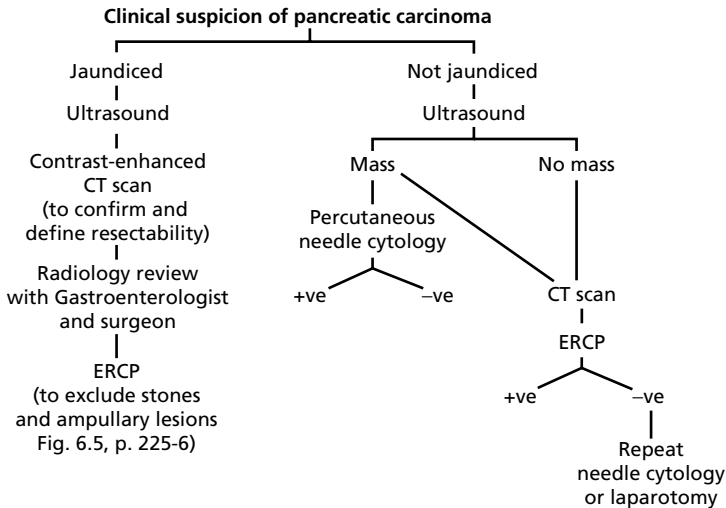 Clinical suspicion of pancreatic carcinoma
Jaundiced
Ultrasound
Contrast-enhanced
CT scan
(to confirm and
define resectability)
Radiology review
with Gastroenterologist
and surgeon
ERCP
(to exclude stones
and ampullary lesions
Fig. 6.5, p. 225-6)
Not jaundiced
Ultrasound
Mass
No mass
Percutaneous
needle cytology
+ve
–ve
CT scan
ERCP
+ve
–ve
Repeat
needle cytology
or laparotomy